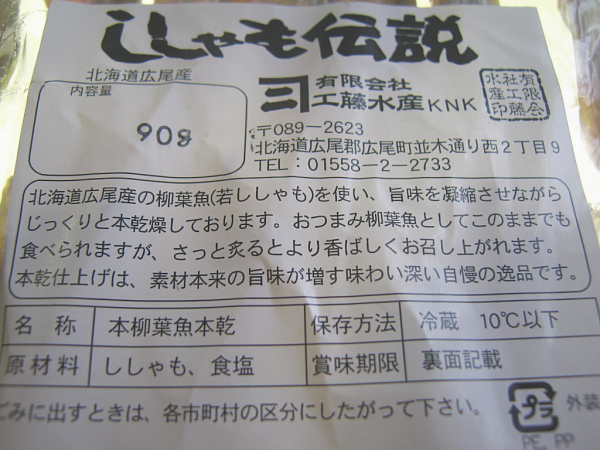 ししゃも伝説
北海道広尾産
内容量
90g
有限会社
工藤水産KNK
有限会
社工藤
水産印
〒089-2623
北海道広尾郡広尾町並木通り西2丁目9
TEL:01558-2-2733
北海道広尾産の柳葉魚(若ししゃも)を使い、旨味を凝縮させながら
じっくりと本乾燥しております。おつまみ柳葉魚としてこのままでも
食べられますが、さっと炙るとより香ばしくお召し上がれます。
本乾仕上げは、素材本来の旨味が増す味わい深い自慢の逸品です。
名称 本柳葉魚本乾 保存方法 冷蔵 10℃以下
原材料 ししゃも、食塩 賞味期限 裏面記載
ごみに出すときは、各市町村の区分にしたがって下さい。
プラ 外装
PE, PP